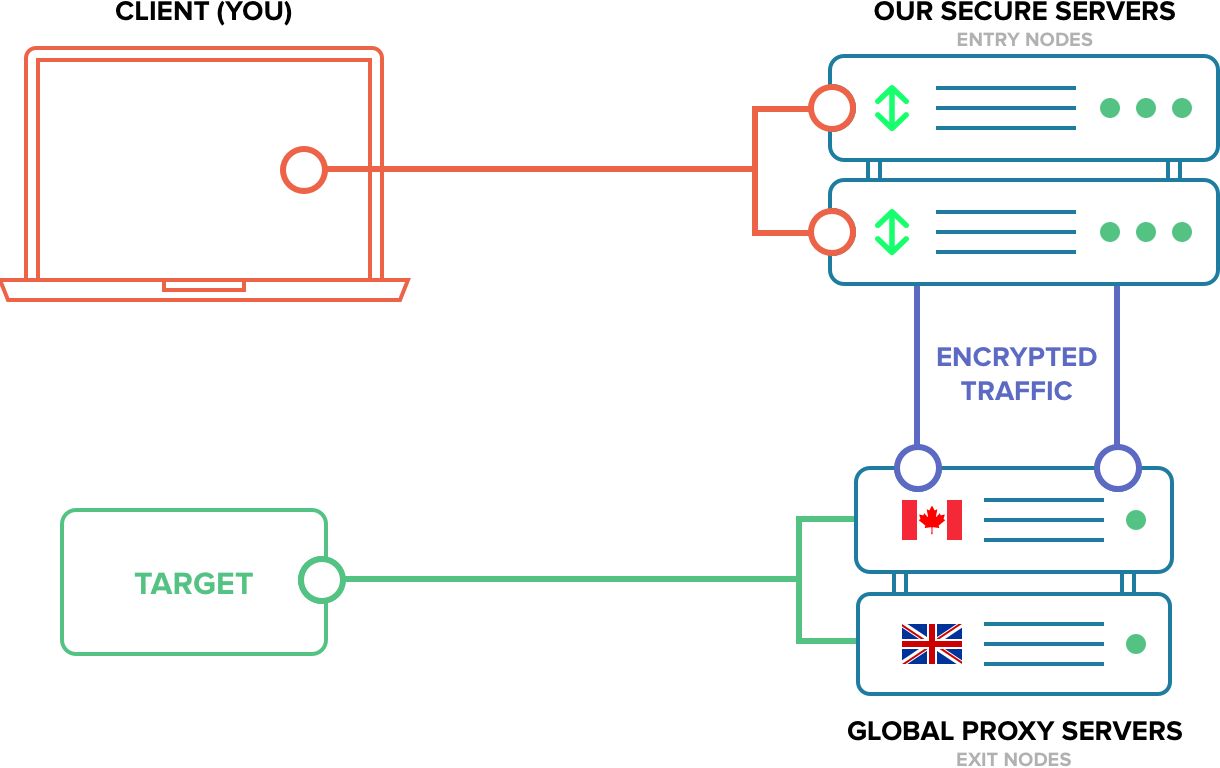 CLIENT (YOU)
OUR SECURE SERVERS
ENTRY NODES
ENCRYPTED
TRAFFIC
TARGET
GLOBAL PROXY SERVERS
EXIT NODES